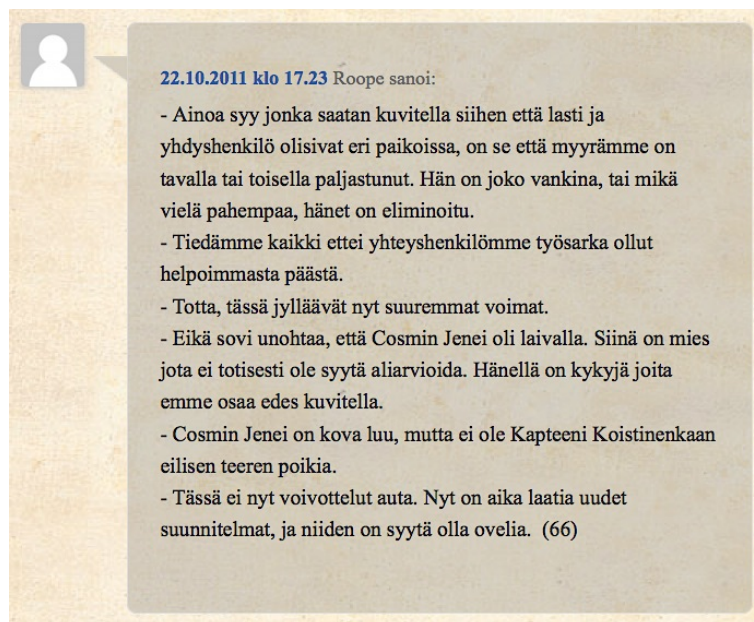 22.10.2011 klo 17.23 Roope sanoi:
- Ainoa syy jonka saatan kuvitella siihen että lasti ja
yhdyshenkilö olisivat eri paikoissa, on se että myyrämme on
tavalla tai toisella paljastunut. Hän on joko vankina, tai mikä
vielä pahempaa, hänet on eliminoitu.
- Tiedämme kaikki ettei yhteyshenkilömme työsarka ollut
helpoimmasta päästä.
- Totta, tässä jylläävät nyt suuremmat voimat.
- Eikä sovi unohtaa, että Cosmin Jenei oli laivalla. Siinä on mies
jota ei totisesti ole syytä aliarvioida. Hänellä on kykyjä joita
emme osaa edes kuvitella.
- Cosmin Jenei on kova luu, mutta ei ole Kapteeni Koistinenkaan
eilisen teeren poikia.
- Tässä ei nyt voivottelut auta. Nyt on aika laatia uudet
suunnitelmat, ja niiden on syytä olla ovelia.  (66)